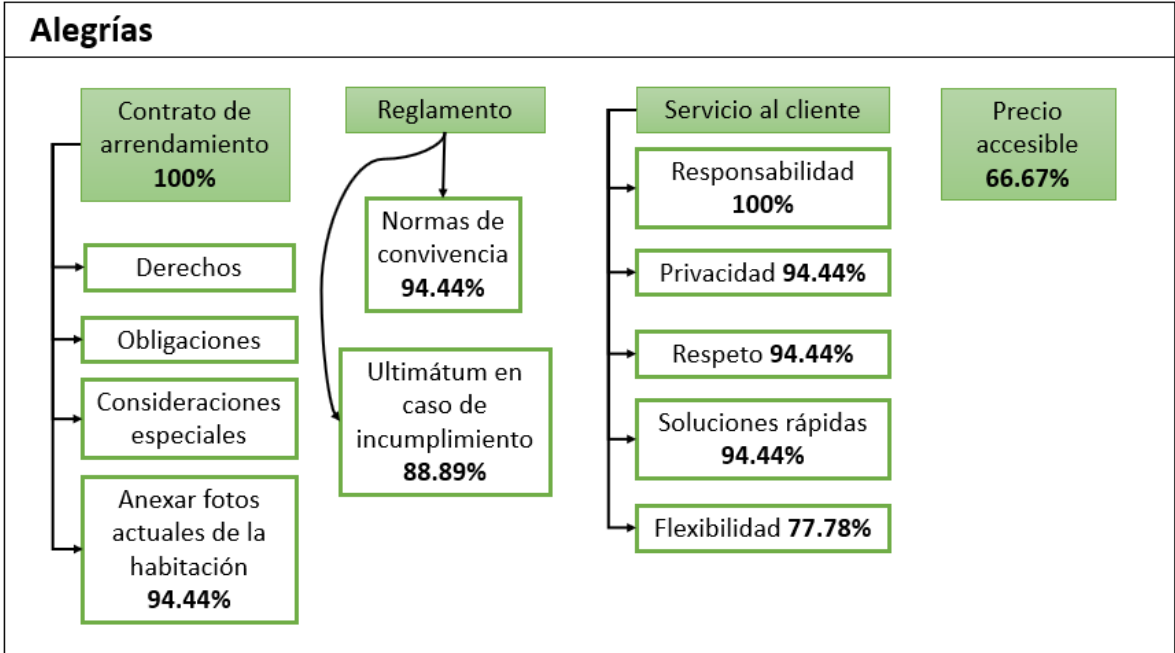 Alegrías
Contrato de
arrendamiento
100%
Derechos
Obligaciones
Consideraciones
especiales
Anexar fotos
actuales de la
habitación
94.44%
Reglamento
Normas de
convivencia
94.44%
Ultimátum en
caso de
incumplimiento
88.89%
Servicio al cliente
Responsabilidad
100%
Privacidad 94.44%
Respeto 94.44%
Soluciones rápidas
94.44%
Flexibilidad 77.78%
Precio
accesible
66.67%